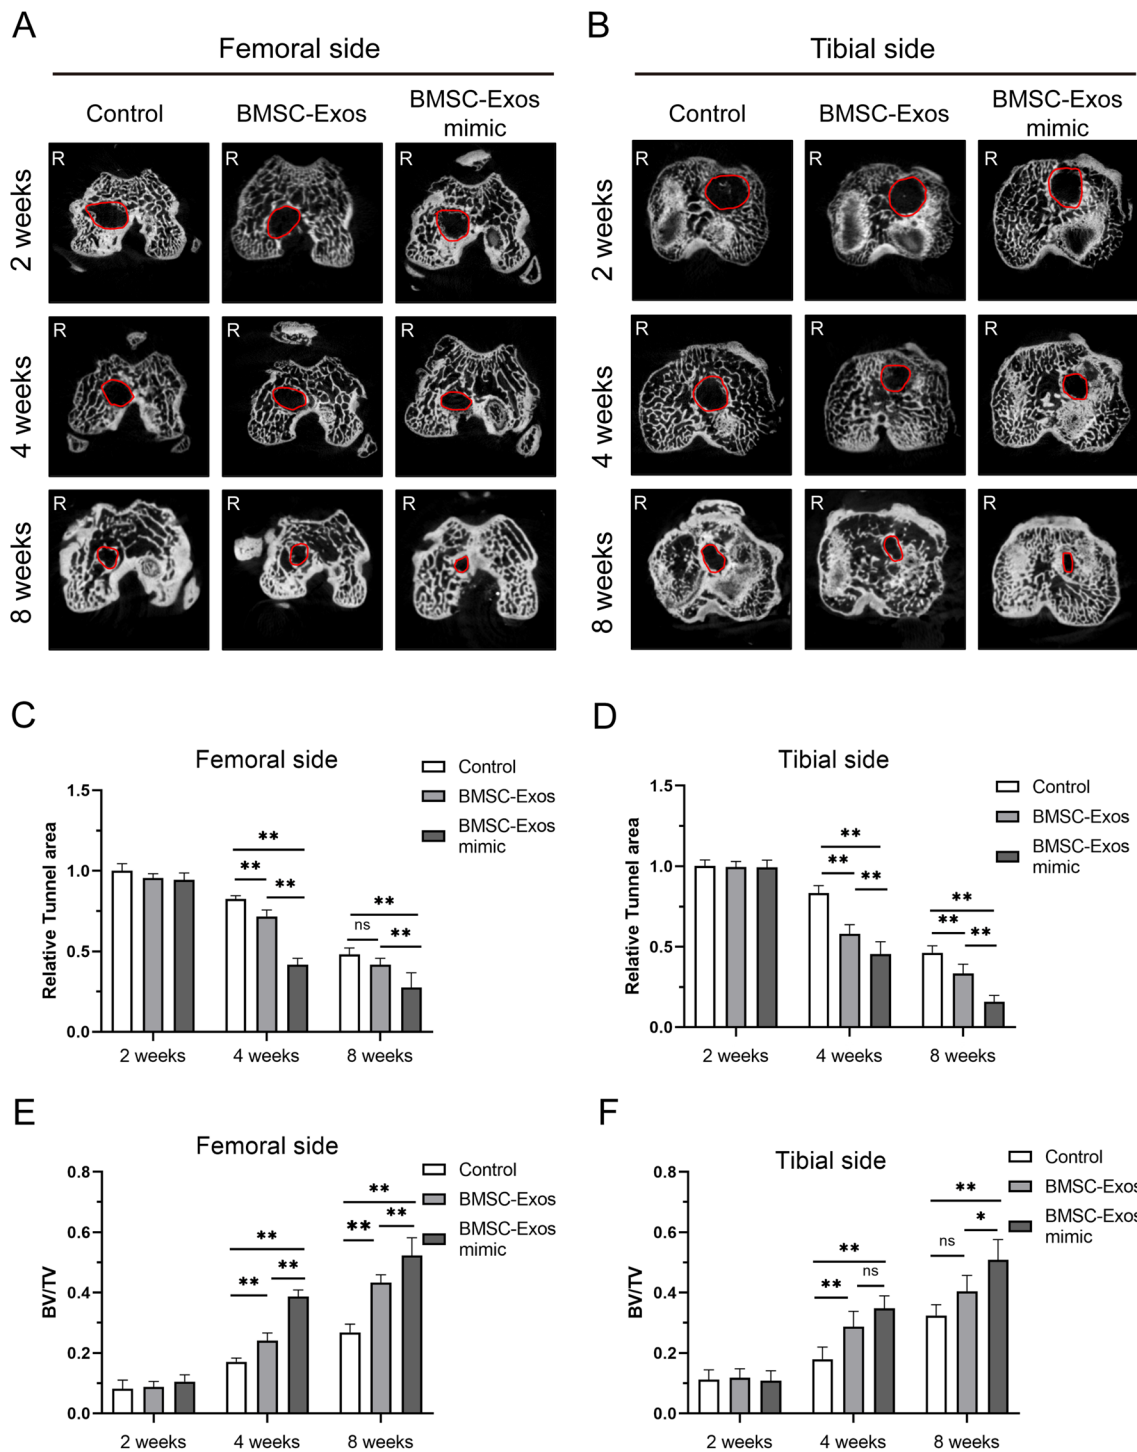 A
Femoral side
Control
BMSC-Exos
BMSC-Exos
mimic
2 weeks
R
R
R
4 weeks
R
R
R
8 weeks
R
R
R
B
Tibial side
Control
BMSC-Exos
BMSC-Exos
mimic
2 weeks
R
R
R
4 weeks
R
R
R
8 weeks
R
R
R
C
Femoral side
Control
BMSC-Exos
BMSC-Exos
mimic
Relative Tunnel area
1.5
1.0
0.5
0.0
**
**
**
**
ns
**
2 weeks
4 weeks
8 weeks
D
Tibial side
Control
BMSC-Exos
BMSC-Exos
mimic
Relative Tunnel area
1.5
1.0
0.5
0.0
**
**
**
**
**
**
2 weeks
4 weeks
8 weeks
E
Femoral side
Control
BMSC-Exos
BMSC-Exos
mimic
BV/TV
0.8
0.6
0.4
0.2
0.0
**
**
**
**
**
**
2 weeks
4 weeks
8 weeks
F
Tibial side
Control
BMSC-Exos
BMSC-Exos
mimic
BV/TV
0.8
0.6
0.4
0.2
0.0
**
ns
**
**
*
ns
2 weeks
4 weeks
8 weeks